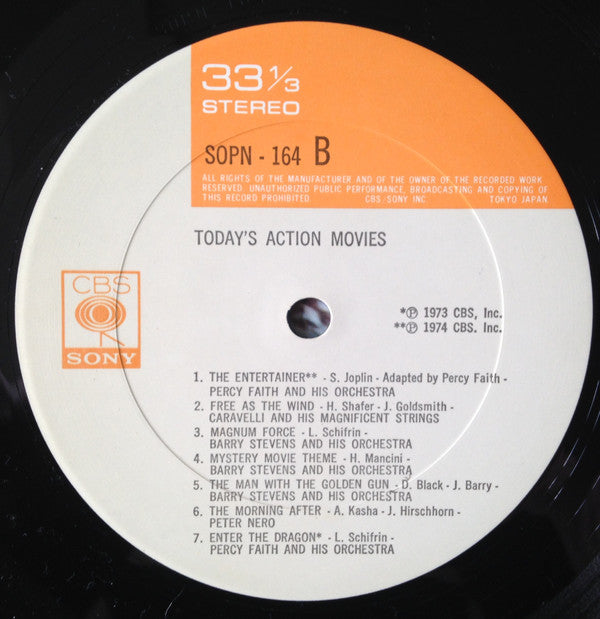 33 1/3
STEREO
SOPN - 164 B
ALL RIGHTS OF THE MANUFACTURER AND OF THE OWNER OF THE RECORDED WORK
RESERVED. UNAUTHORIZED PUBLIC PERFORMANCE, BROADCASTING AND COPYING OF
THIS RECORD PROHIBITED. CBS SONY INC TOKYO JAPAN.
TODAY'S ACTION MOVIES
CBS
SONY
*℗ 1973 CBS, Inc.
**℗ 1974 CBS. Inc.
1. THE ENTERTAINER** - S. Joplin - Adapted by Percy Faith -
PERCY FAITH AND HIS ORCHESTRA
2. FREE AS THE WIND - H. Shafer - J. Goldsmith -
CARAVELLI AND HIS MAGNIFICENT STRINGS
3. MAGNUM FORCE - L. Schifrin -
BARRY STEVENS AND HIS ORCHESTRA
4. MYSTERY MOVIE THEME - H. Mancini -
BARRY STEVENS AND HIS ORCHESTRA
5. THE MAN WITH THE GOLDEN GUN - D. Black - J. Barry -
BARRY STEVENS AND HIS ORCHESTRA
6. THE MORNING AFTER - A. Kasha - J. Hirschhorn -
PETER NERO
7. ENTER THE DRAGON* - L. Schifrin -
PERCY FAITH AND HIS ORCHESTRA